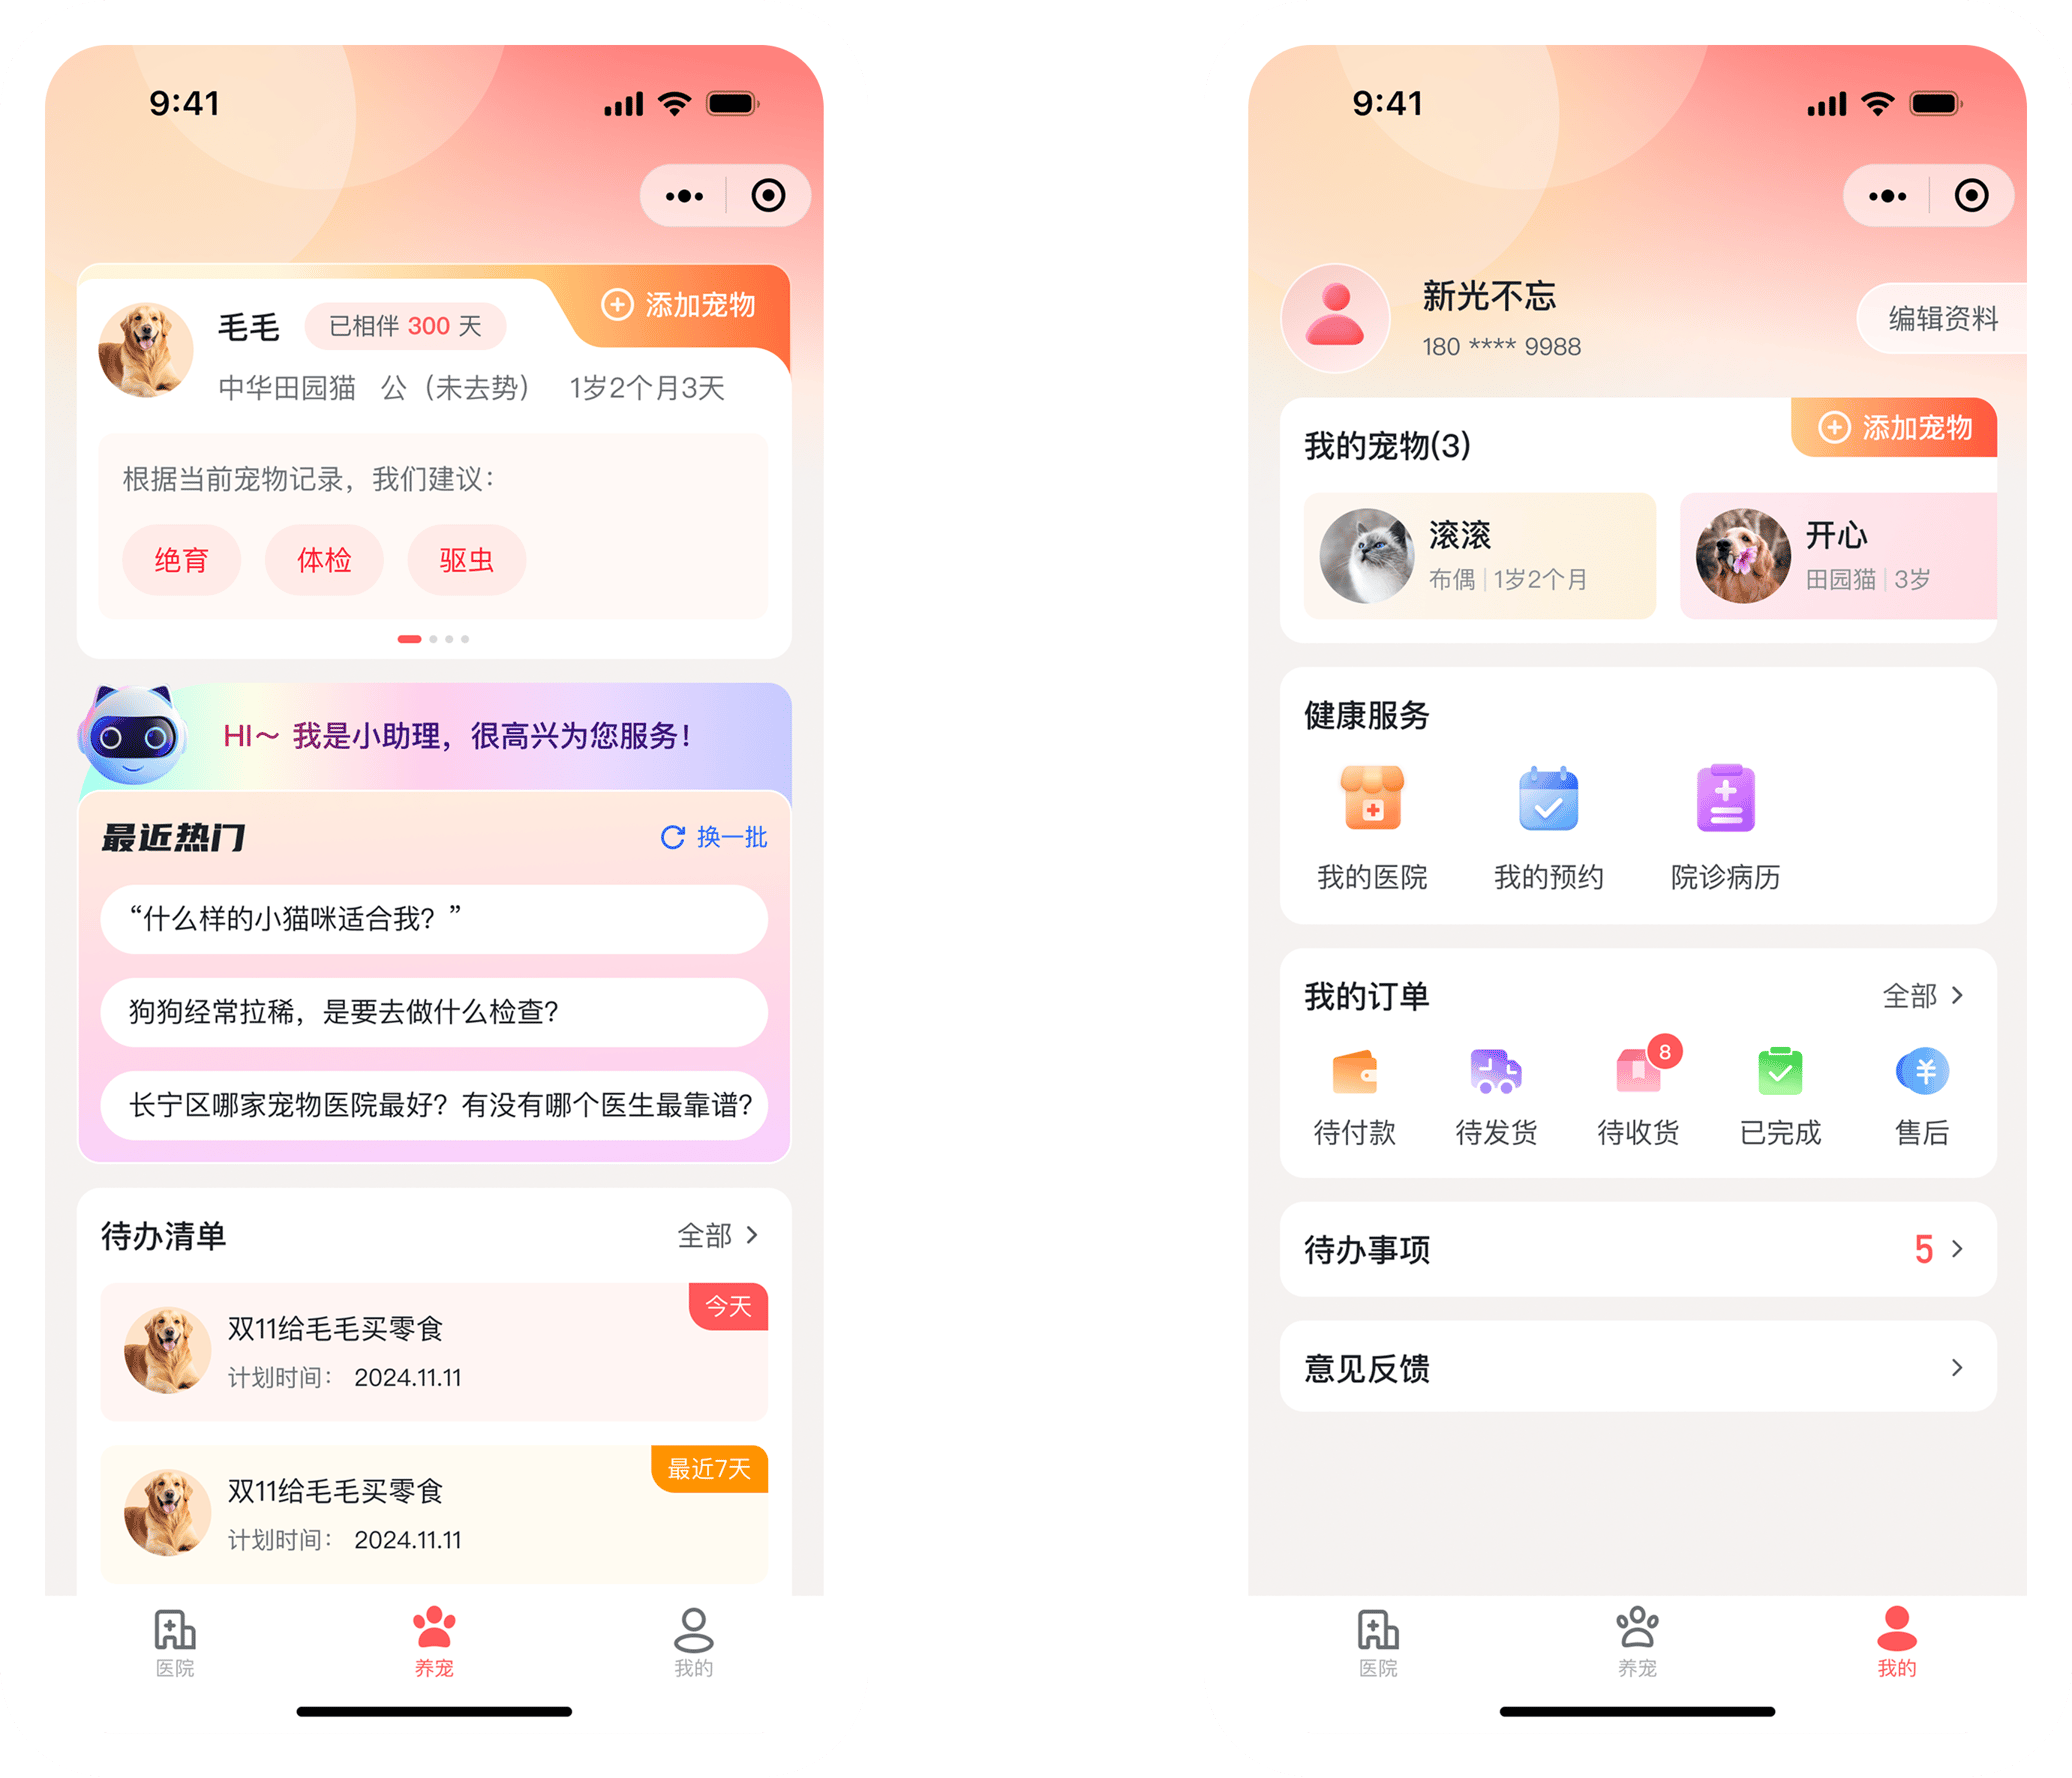 9:41
添加宠物
毛毛 已相伴 300 天
中华田园猫 公（未去势） 1岁2个月3天
根据当前宠物记录，我们建议：
绝育 体检 驱虫
HI～ 我是小助理，很高兴为您服务！
最近热门 换一批
“什么样的小猫咪适合我？”
狗狗经常拉稀，是要去做什么检查？
长宁区哪家宠物医院最好？有没有哪个医生最靠谱？
待办清单 全部
今天
双11给毛毛买零食
计划时间： 2024.11.11
最近7天
双11给毛毛买零食
计划时间： 2024.11.11
医院 养宠 我的
9:41
新光不忘
180 **** 9988
编辑资料
我的宠物(3) 添加宠物
滚滚
布偶 1岁2个月
开心
田园猫 3岁
健康服务
我的医院 我的预约 院诊病历
我的订单 全部
8
待付款 待发货 待收货 已完成 售后
待办事项 5
意见反馈
医院 养宠 我的